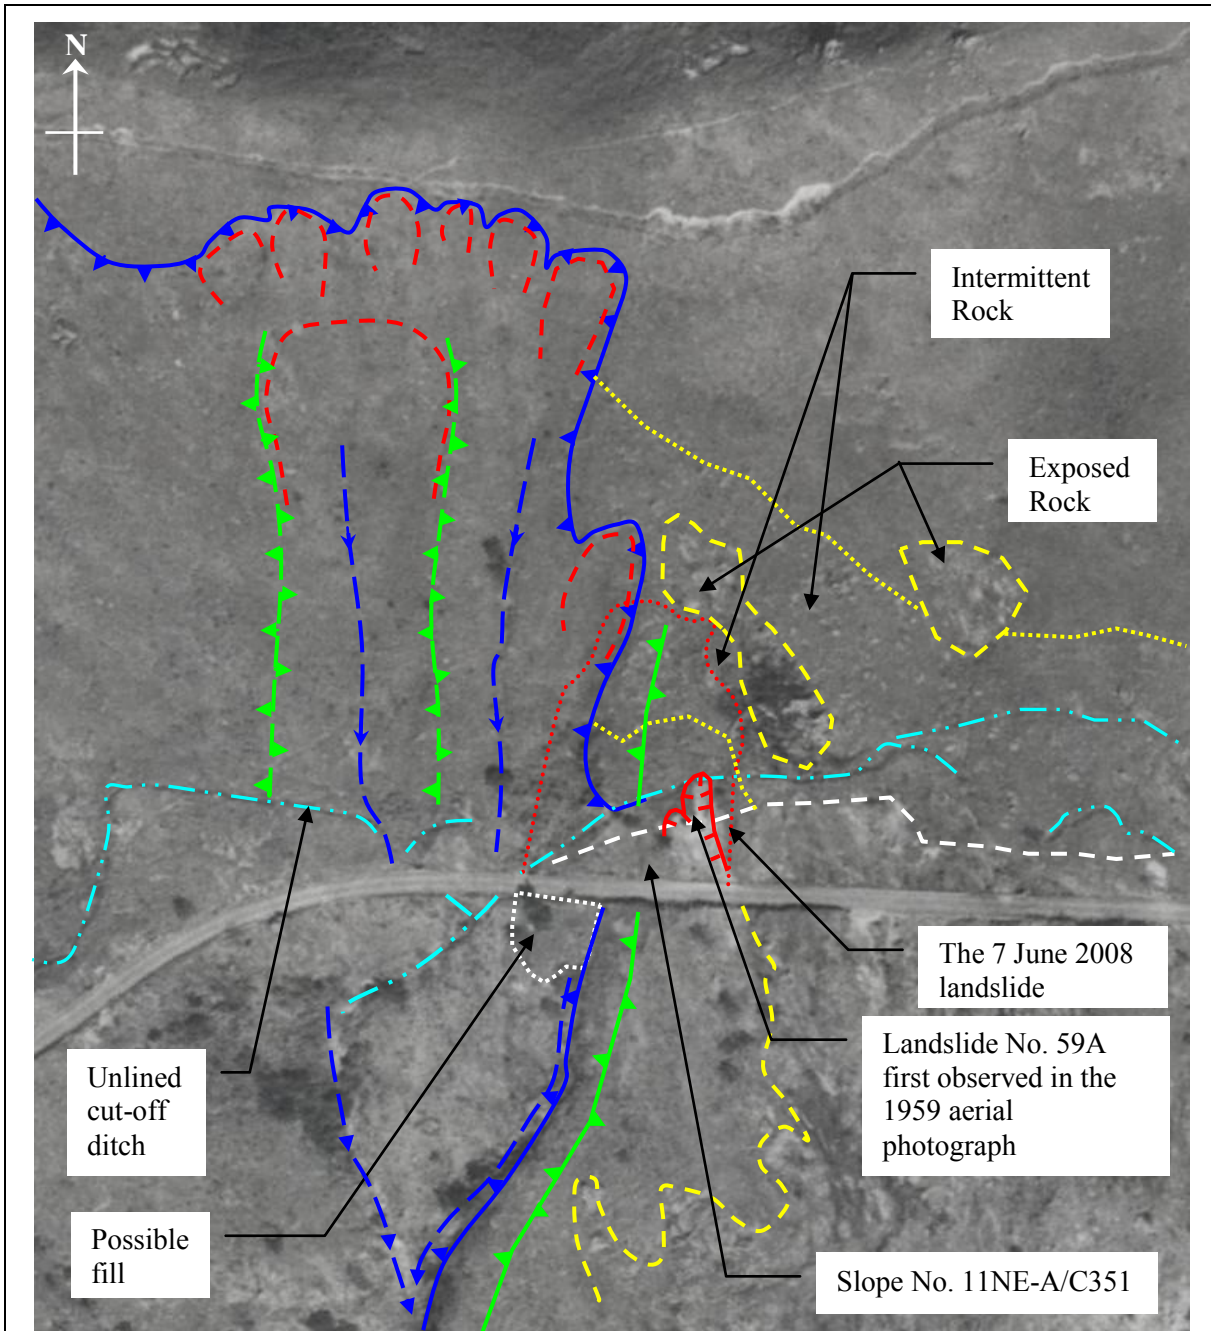 N
Intermittent
Rock
Exposed
Rock
The 7 June 2008
landslide
Landslide No. 59A
first observed in the
1959 aerial
photograph
Unlined
cut-off
ditch
Possible
fill
Slope No. 11NE-A/C351